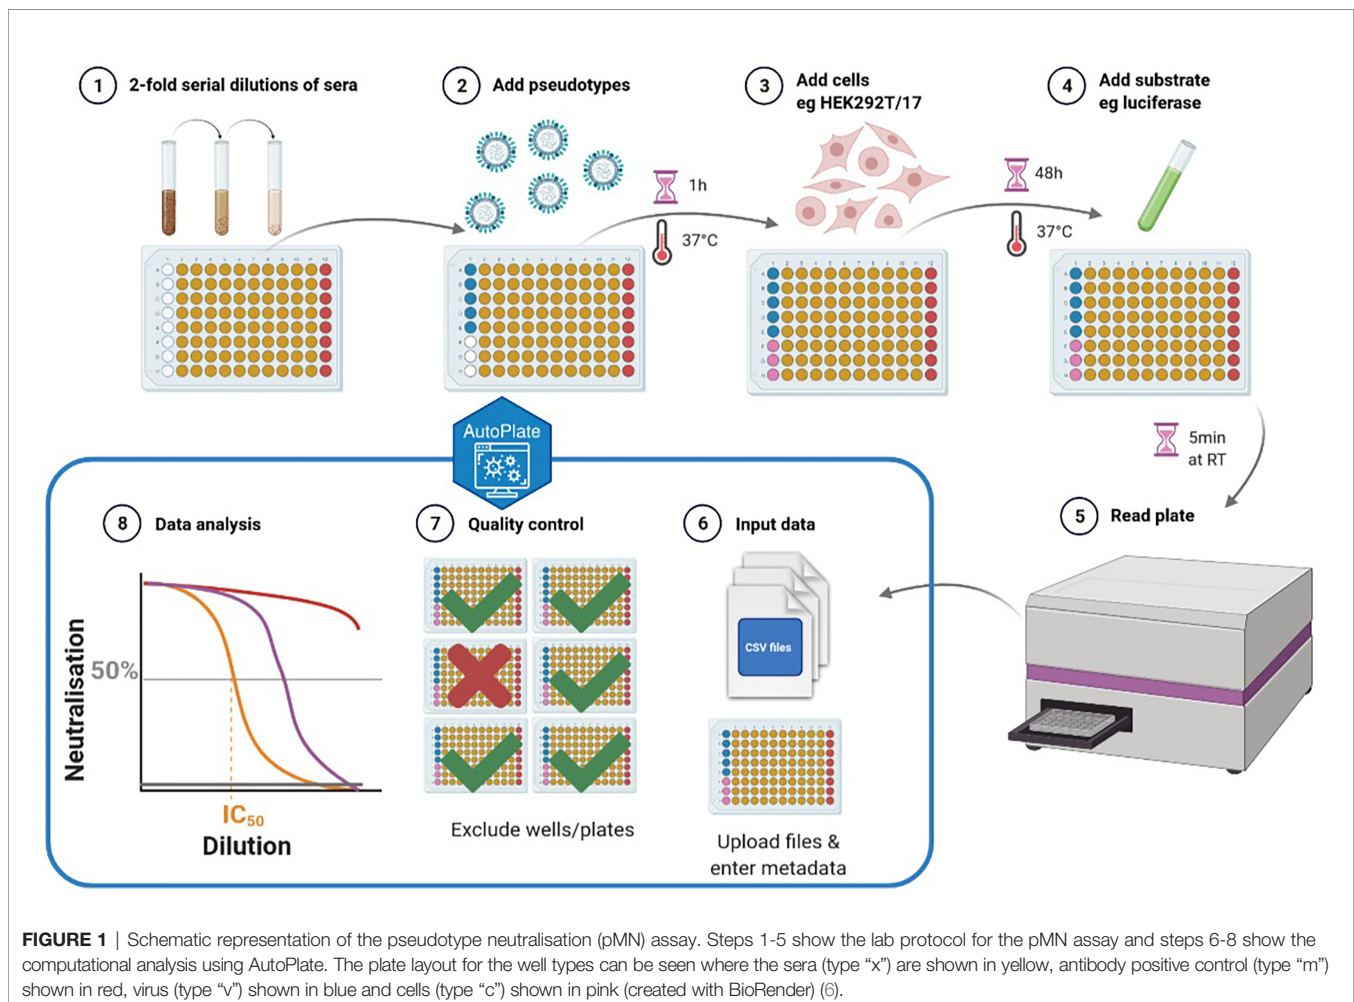 1 2-fold serial dilutions of sera
2 Add pseudotypes
3 Add cells
eg HEK292T/17
4 Add substrate
eg luciferase
1h
37°C
48h
37°C
5min
at RT
5 Read plate
AutoPlate
6 Input data
CSV files
Upload files &
enter metadata
7 Quality control
Exclude wells/plates
8 Data analysis
Neutralisation
50%
IC50
Dilution
FIGURE 1 | Schematic representation of the pseudotype neutralisation (pMN) assay. Steps 1-5 show the lab protocol for the pMN assay and steps 6-8 show the
computational analysis using AutoPlate. The plate layout for the well types can be seen where the sera (type “x”) are shown in yellow, antibody positive control (type “m”)
shown in red, virus (type “v”) shown in blue and cells (type “c”) shown in pink (created with BioRender) (6).